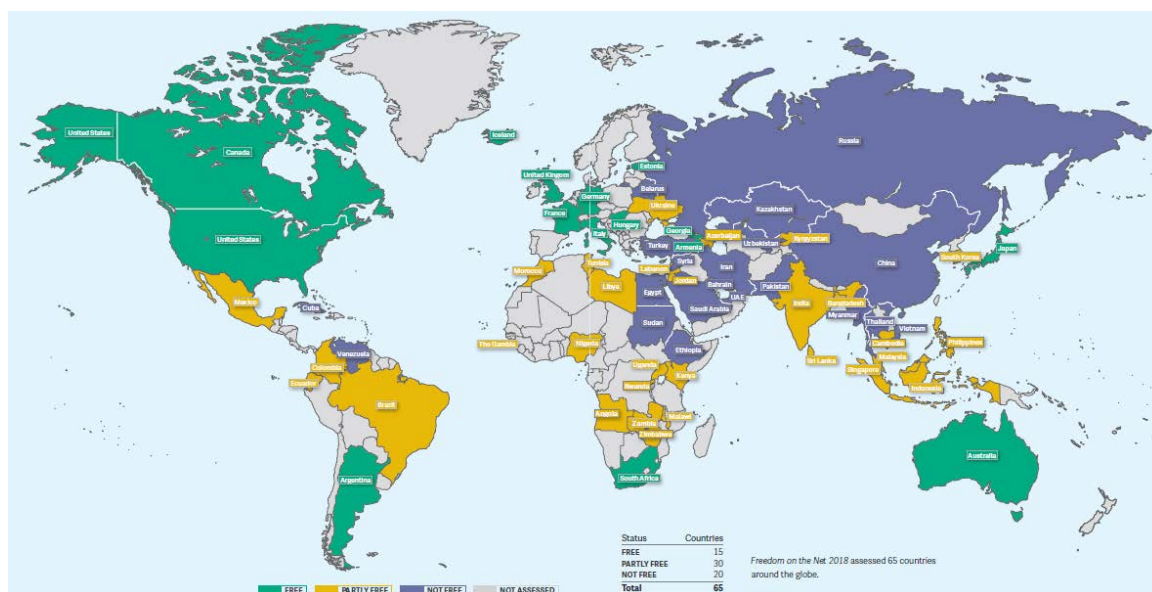 United States
Canada
Iceland
Russia
United Kingdom
Estonia
Belarus
Germany
Ukraine
France
Hungary
Italy
Kazakhstan
Georgia
Azerbaijan
Kyrgyzstan
Armenia
Uzbekistan
Turkey
United States
Japan
South Korea
China
Syria
Iran
Tunisia
Lebanon
Morocco
Jordan
Bahrain
Pakistan
Libya
Egypt
UAE
Saudi Arabia
India
Bangladesh
Myanmar
Mexico
Cuba
Sudan
Thailand
Vietnam
Cambodia
Philippines
The Gambia
Nigeria
Ethiopia
Venezuela
Colombia
Sri Lanka
Malaysia
Singapore
Uganda
Kenya
Ecuador
Rwanda
Indonesia
Brazil
Angola
Malawi
Zambia
Zimbabwe
Australia
Argentina
South Africa
Status Countries
FREE 15
PARTLY FREE 30
NOT FREE 20
Total 65
Freedom on the Net 2018 assessed 65 countries
around the globe.
FREE PARTLY FREE NOT FREE NOT ASSESSED